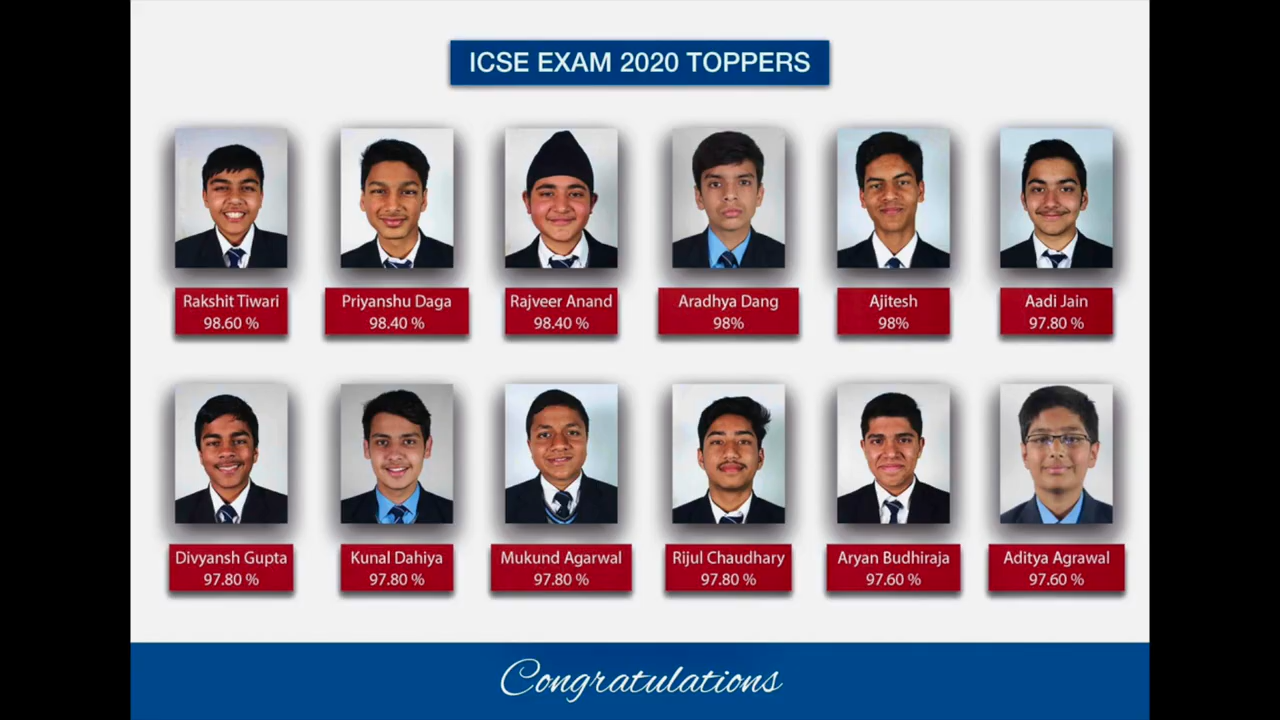 ICSE EXAM 2020 TOPPERS
Rakshit Tiwari
98.60 %
Priyanshu Daga
98.40 %
Rajveer Anand
98.40 %
Aradhya Dang
98%
Ajitesh
98%
Aadi Jain
97.80 %
Divyansh Gupta
97.80 %
Kunal Dahiya
97.80 %
Mukund Agarwal
97.80 %
Rijul Chaudhary
97.80 %
Aryan Budhiraja
97.60 %
Aditya Agrawal
97.60 %
Congratulations